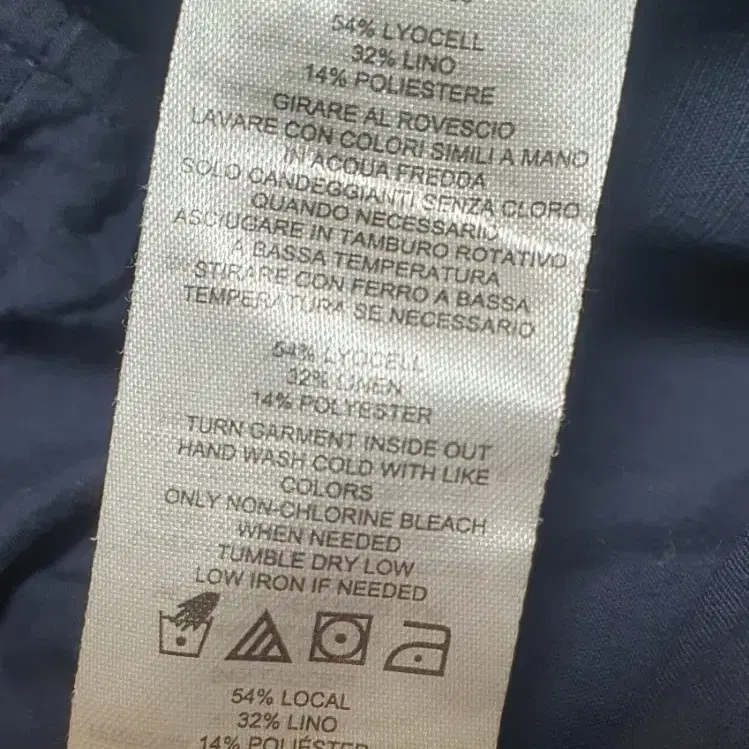 54% LYOCELL
32% LINO
14% POLIESTERE
GIRARE AL ROVESCIO
LAVARE CON COLORI SIMILI A MANO
IN ACQUA FREDDA
SOLO CANDEGGIANTI SENZA CLORO
QUANDO NECESSARIO
ASCIUGARE IN TAMBURO ROTATIVO
A BASSA TEMPERATURA
STIRARE CON FERRO A BASSA
TEMPERATURA SE NECESSARIO
54% LYOCELL
32% LINEN
14% POLYESTER
TURN GARMENT INSIDE OUT
HAND WASH COLD WITH LIKE
COLORS
ONLY NON-CHLORINE BLEACH
WHEN NEEDED
TUMBLE DRY LOW
LOW IRON IF NEEDED
54% LOCAL
32% LINO
14% POLIÉSTER